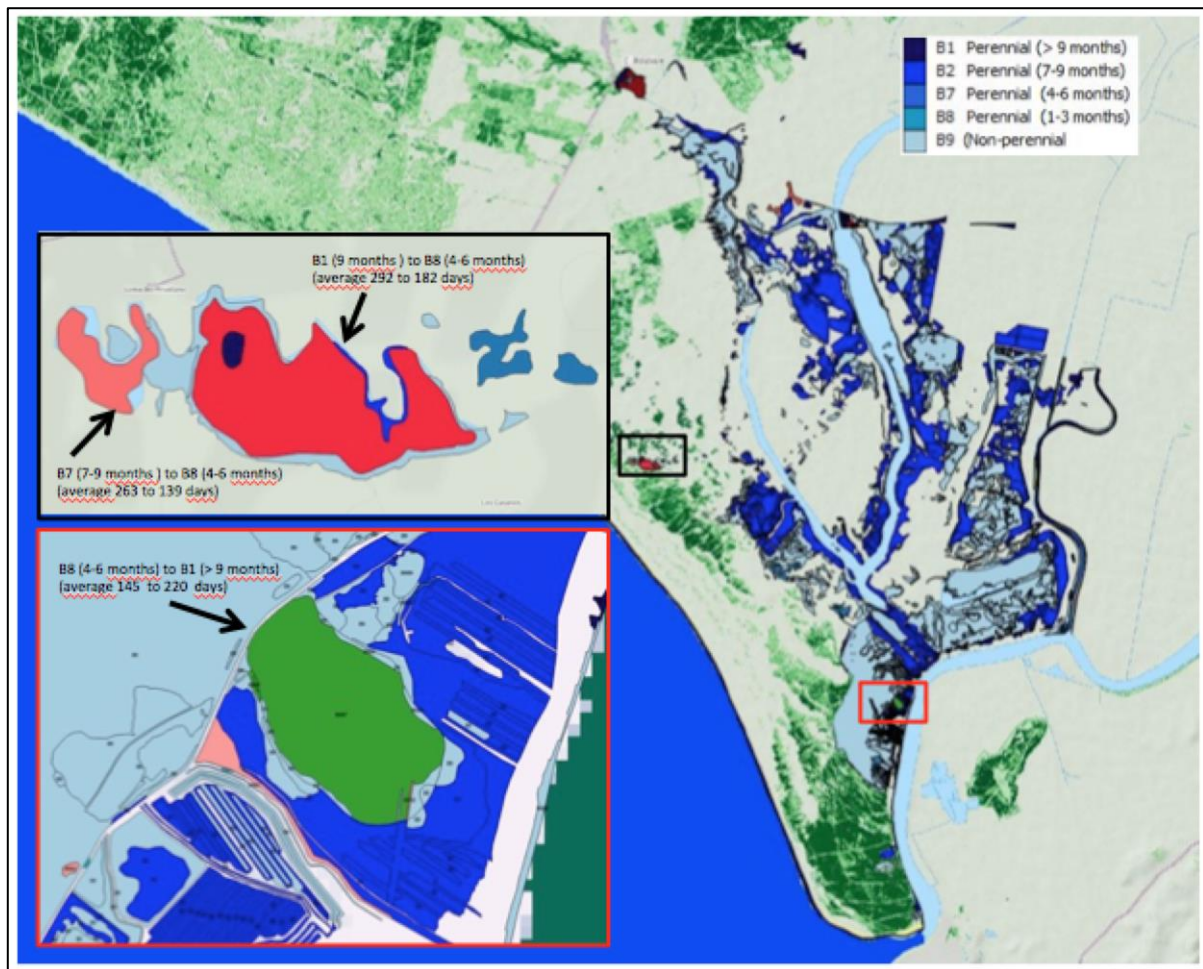 B1 Perennial (> 9 months)
B2 Perennial (7-9 months)
B7 Perennial (4-6 months)
B8 Perennial (1-3 months)
B9 (Non-perennial
B1 (9 months ) to B8 (4-6 months)
(average 292 to 182 days)
B7 (7-9 months ) to B8 (4-6 months)
(average 263 to 139 days)
B8 (4-6 months) to B1 (> 9 months)
(average 145 to 220 days)